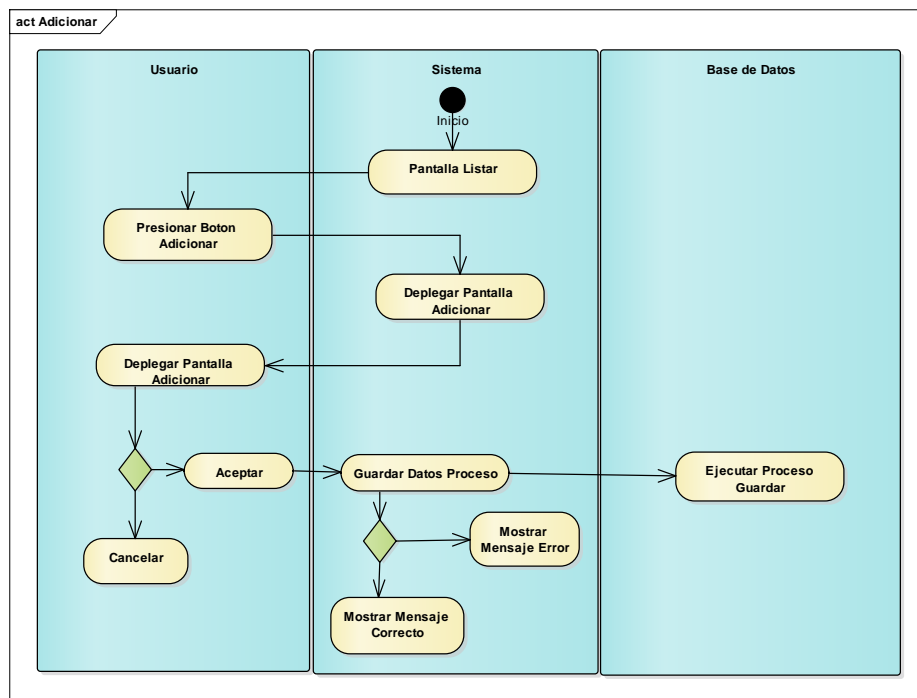 act Adicionar
Usuario
Sistema
Base de Datos
Inicio
Pantalla Listar
Presionar Boton
Adicionar
Deplegar Pantalla
Adicionar
Deplegar Pantalla
Adicionar
Aceptar
Guardar Datos Proceso
Ejecutar Proceso
Guardar
Mostrar
Mensaje Error
Cancelar
Mostrar Mensaje
Correcto